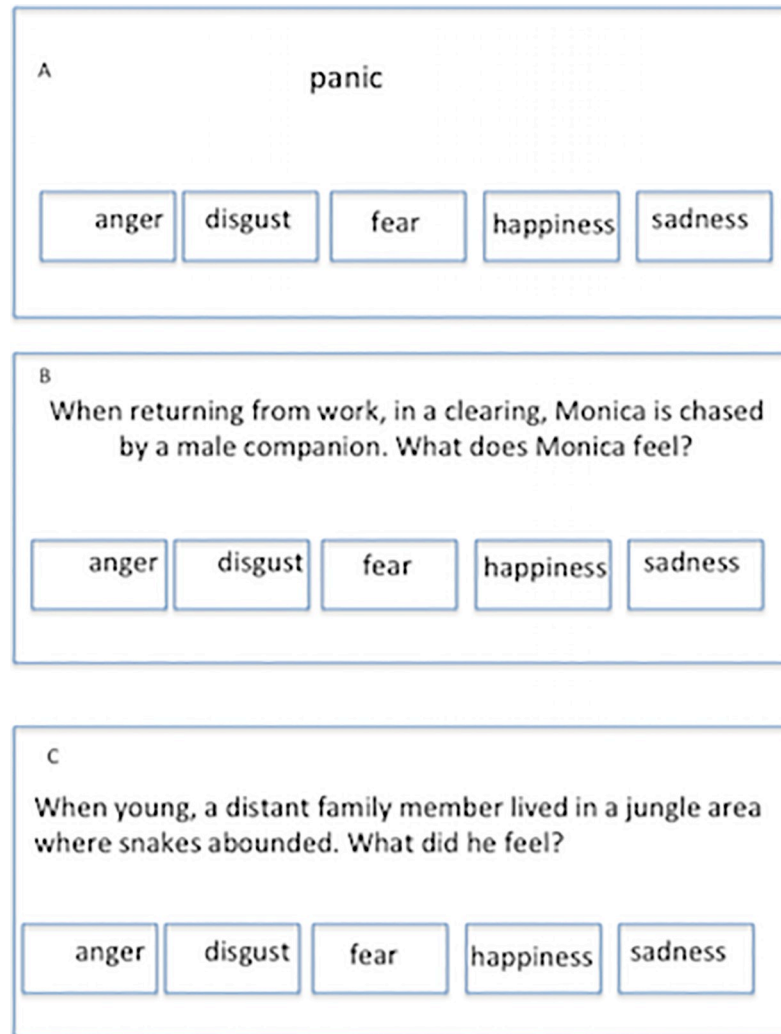 A
panic
anger disgust fear happiness sadness
B
When returning from work, in a clearing, Monica is chased
by a male companion. What does Monica feel?
anger disgust fear happiness sadness
C
When young, a distant family member lived in a jungle area
where snakes abounded. What did he feel?
anger disgust fear happiness sadness